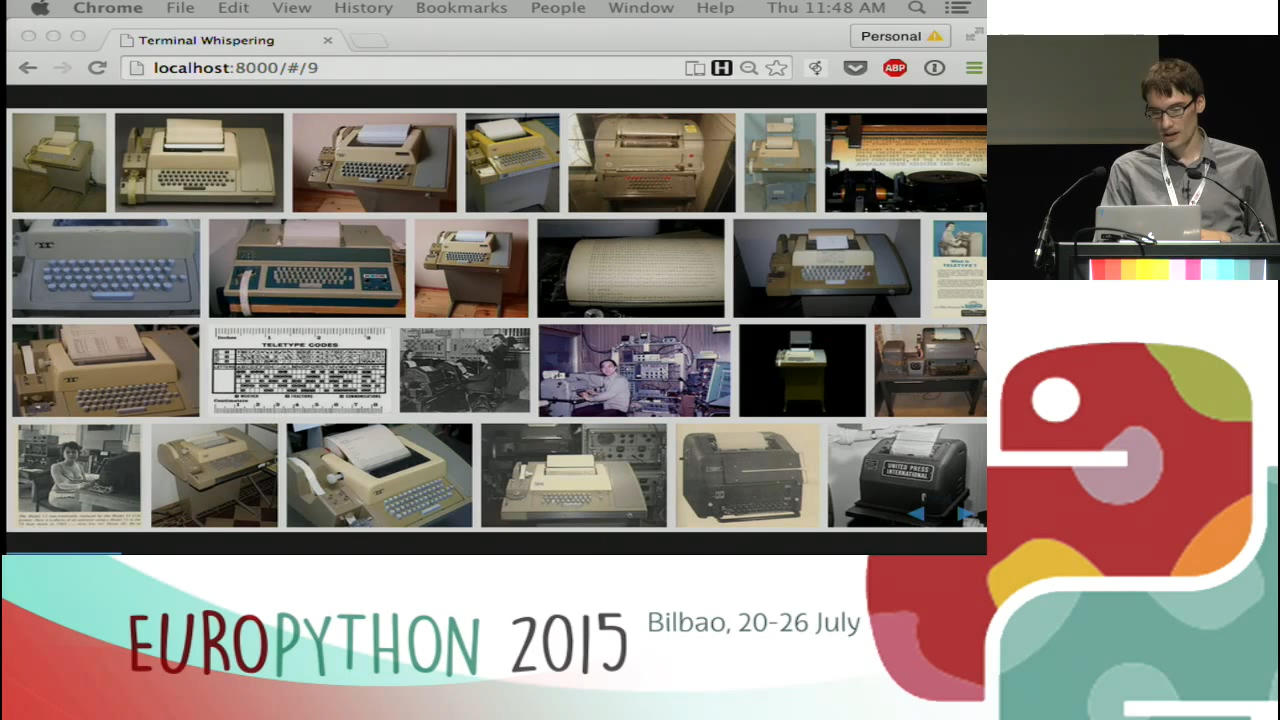 Chrome File Edit View History Bookmarks People Window Help Thu 11:48 AM
Terminal Whispering
Personal
localhost:8000/#/9
H
ABP
TELETYPE CODES
UNITED PRESS
INTERNATIONAL
EUROPYTHON 2015
Bilbao, 20-26 July